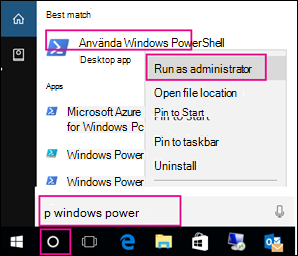 Best match
Använda Windows PowerShell
Desktop app
Run as administrator
Open file location
Pin to Start
Pin to taskbar
Uninstall
Apps
Microsoft Azure
for Windows Po
Windows Power
Windows Power
p windows power